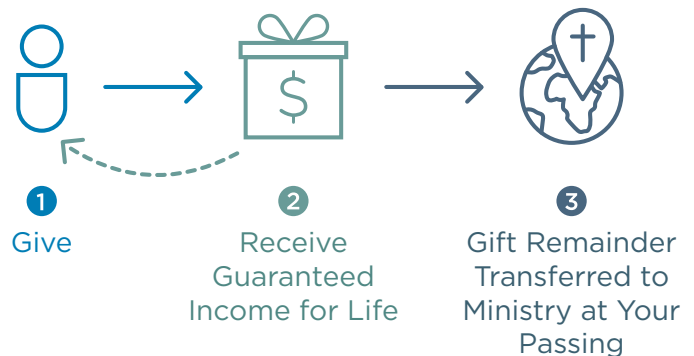 $
1
Give
2
Receive
Guaranteed
Income for Life
3
Gift Remainder
Transferred to
Ministry at Your
Passing